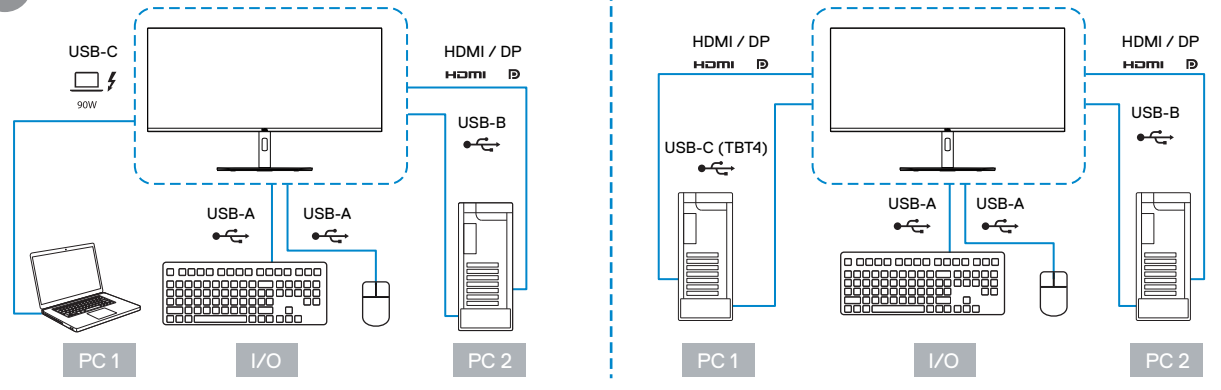 USB-C
90W
HDMI / DP
HDMI
USB-B
USB-A
USB-A
PC 1
I/O
PC 2
HDMI / DP
HDMI
USB-C (TBT4)
HDMI / DP
HDMI
USB-B
USB-A
USB-A
PC 1
I/O
PC 2